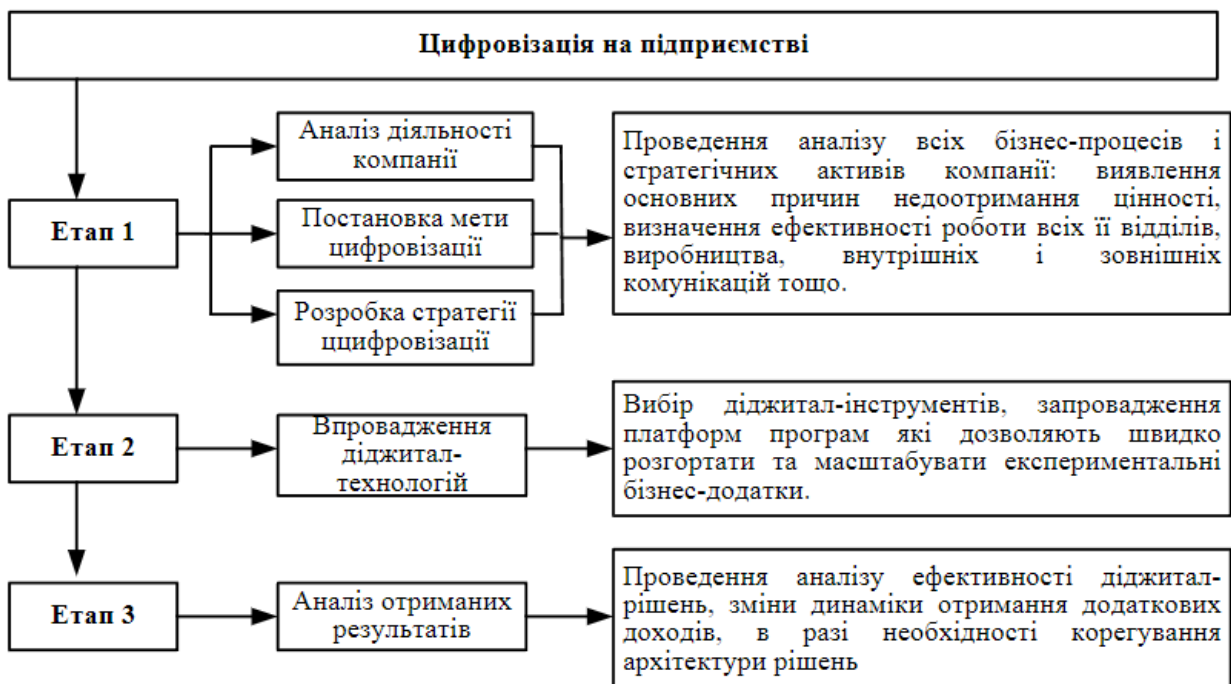 Цифровізація на підприємстві
Етап 1
Аналіз діяльності
компанії
Постановка мети
цифровізації
Розробка стратегії
ццифровізації
Проведення аналізу всіх бізнес-процесів і
стратегічних активів компанії: виявлення
основних причин недоотримання цінності,
визначення ефективності роботи всіх її відділів,
виробництва, внутрішніх і зовнішніх
комунікацій тощо.
Етап 2
Впровадження
діджитал-
технологій
Вибір діджитал-інструментів, запровадження
платформ програм які дозволяють швидко
розгортати та масштабувати експериментальні
бізнес-додатки.
Етап 3
Аналіз отриманих
результатів
Проведення аналізу ефективності діджитал-
рішень, зміни динаміки отримання додаткових
доходів, в разі необхідності корегування
архітектури рішень